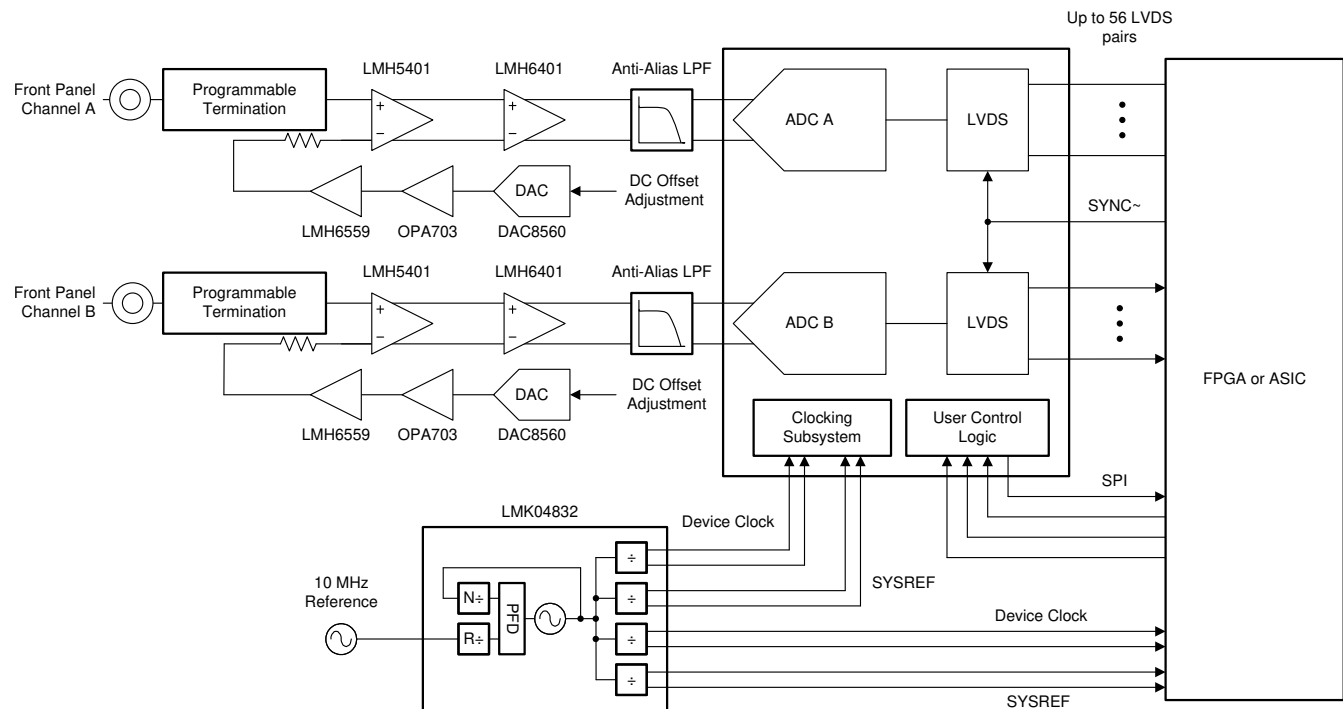 Up to 56 LVDS
pairs
Front Panel
Channel A
Programmable
Termination
LMH5401
LMH6401
Anti-Alias LPF
+
−
+
−
ADC A
LVDS
LMH6559
OPA703
DAC
DAC8560
DC Offset
Adjustment
SYNC~
Front Panel
Channel B
Programmable
Termination
LMH5401
LMH6401
Anti-Alias LPF
+
−
+
−
ADC B
LVDS
FPGA or ASIC
LMH6559
OPA703
DAC
DAC8560
DC Offset
Adjustment
Clocking
Subsystem
User Control
Logic
SPI
LMK04832
Device Clock
SYSREF
10 MHz
Reference
N÷
R÷
PFD
÷
÷
÷
÷
Device Clock
SYSREF